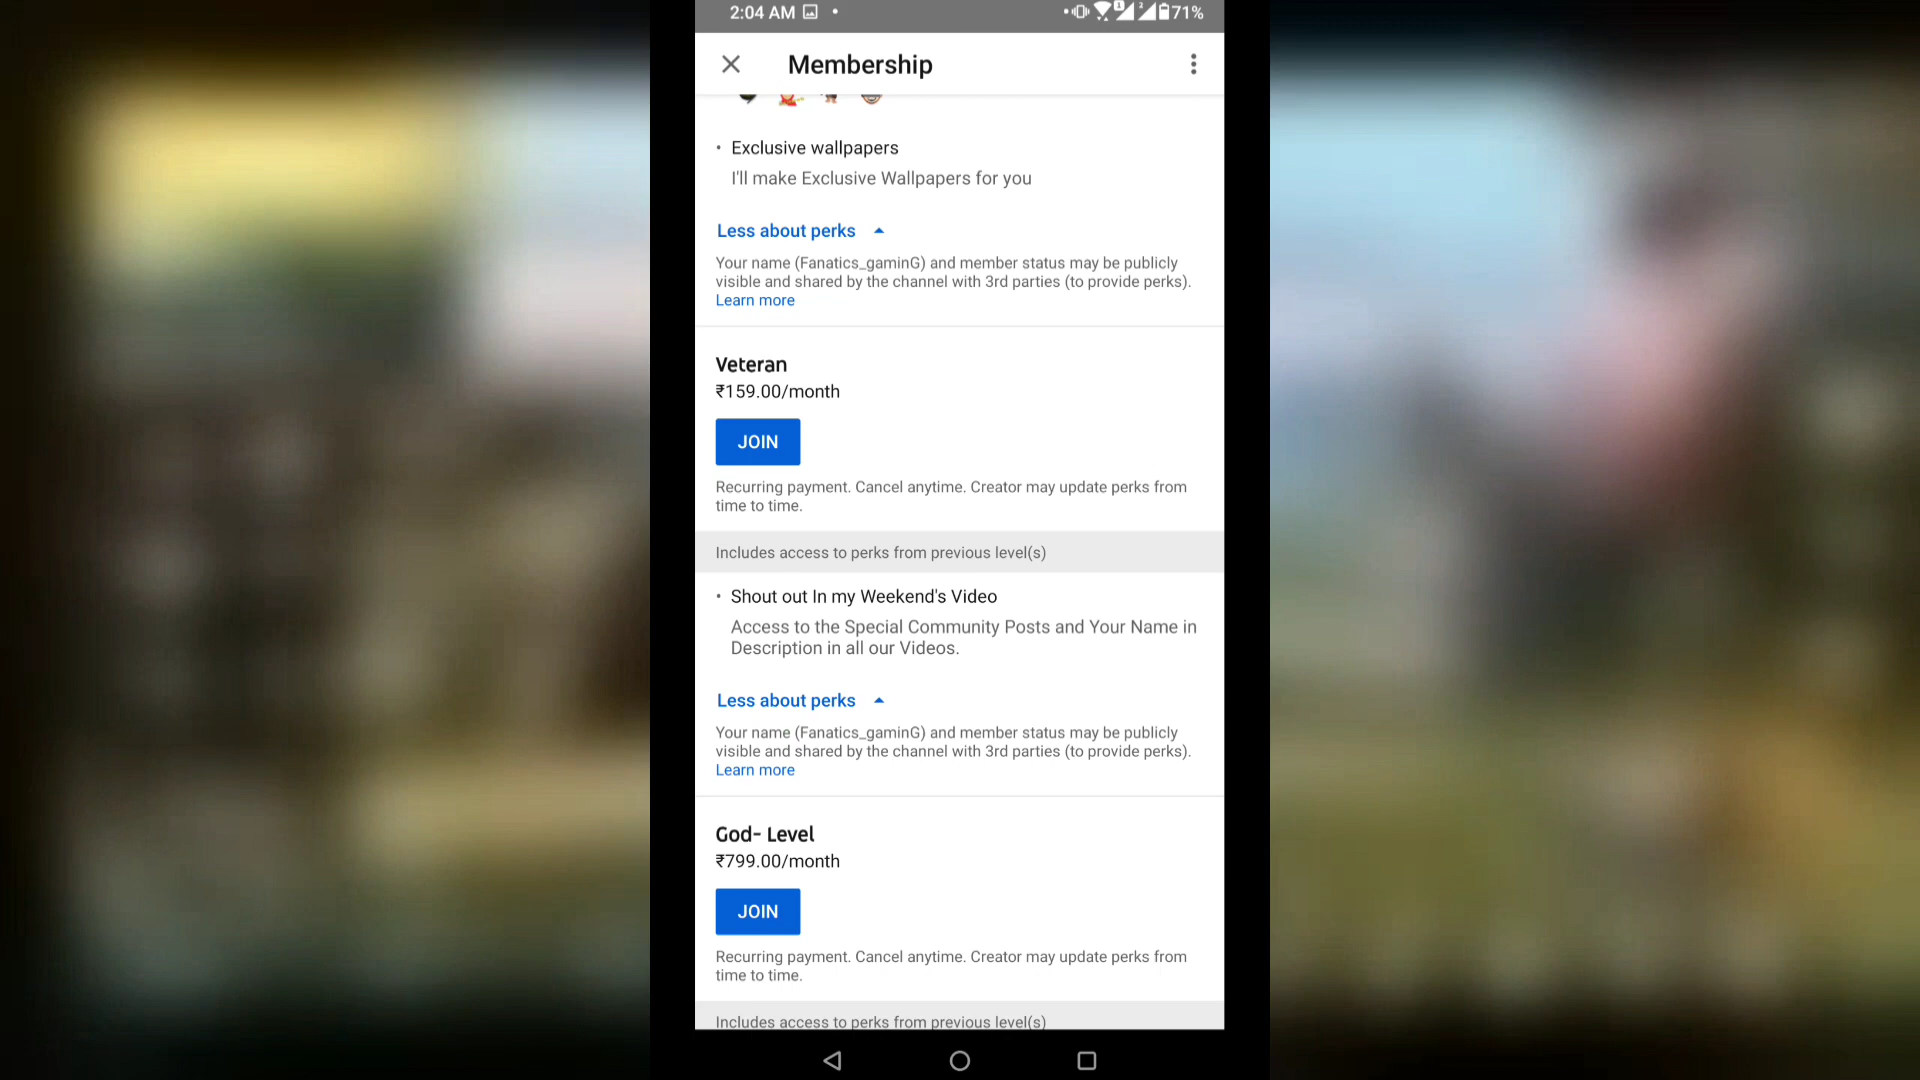 2:04 AM
71%
Membership
• Exclusive wallpapers
I'll make Exclusive Wallpapers for you
Less about perks
Your name (Fanatics_gaminG) and member status may be publicly
visible and shared by the channel with 3rd parties (to provide perks).
Learn more
Veteran
₹159.00/month
JOIN
Recurring payment. Cancel anytime. Creator may update perks from
time to time.
Includes access to perks from previous level(s)
• Shout out In my Weekend's Video
Access to the Special Community Posts and Your Name in
Description in all our Videos.
Less about perks
Your name (Fanatics_gaminG) and member status may be publicly
visible and shared by the channel with 3rd parties (to provide perks).
Learn more
God- Level
₹799.00/month
JOIN
Recurring payment. Cancel anytime. Creator may update perks from
time to time.
Includes access to perks from previous level(s)